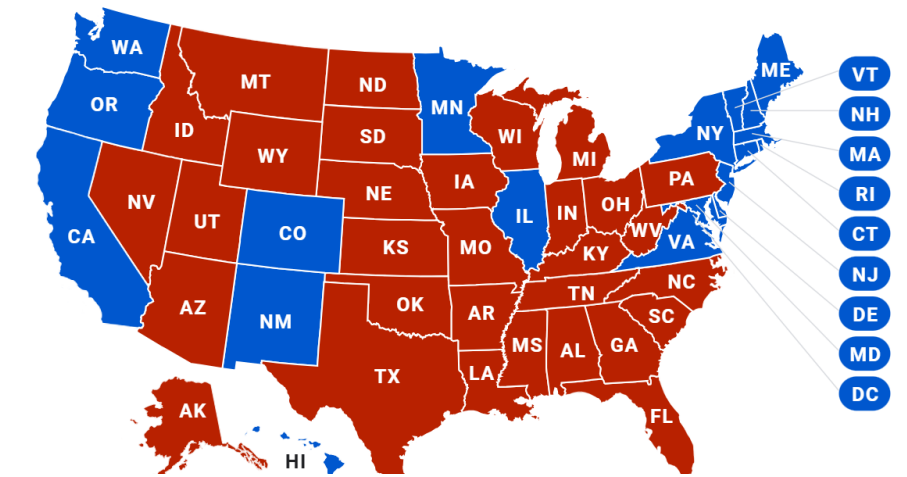 WA
ME
VT
MT
ND
OR
MN
NH
ID
SD
WI
NY
MA
WY
MI
RI
NE
IA
PA
NV
UT
CO
IL
IN
OH
CA
KS
MO
WV
VA
CT
KY
NJ
AZ
NM
OK
AR
TN
NC
SC
DE
TX
LA
MS
AL
GA
MD
AK
FL
DC
HI